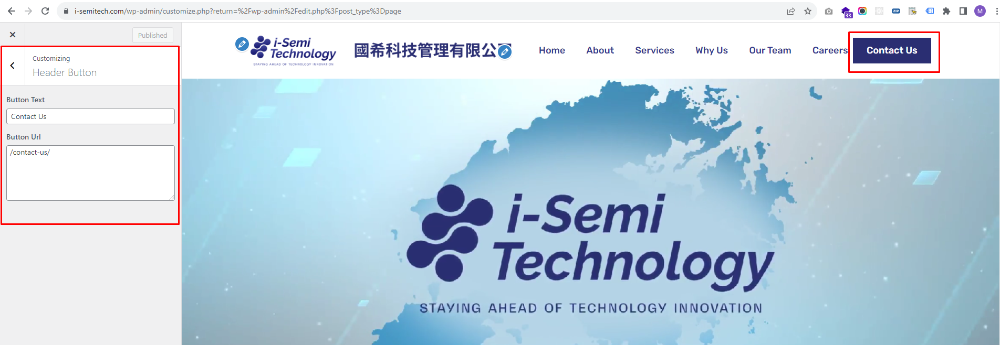 i-semitech.com/wp-admin/customize.php?return=%2Fwp-admin%2Fedit.php%3Fpost_type%3Dpage
33
ZIP
M
Published
Customizing
Header Button
Button Text
Contact Us
Button Url
/contact-us/
i-Semi
Technology
STAYING AHEAD OF TECHNOLOGY INNOVATION
國希科技管理有限公
Home
About
Services
Why Us
Our Team
Careers
Contact Us
i-Semi
Technology
STAYING AHEAD OF TECHNOLOGY INNOVATION